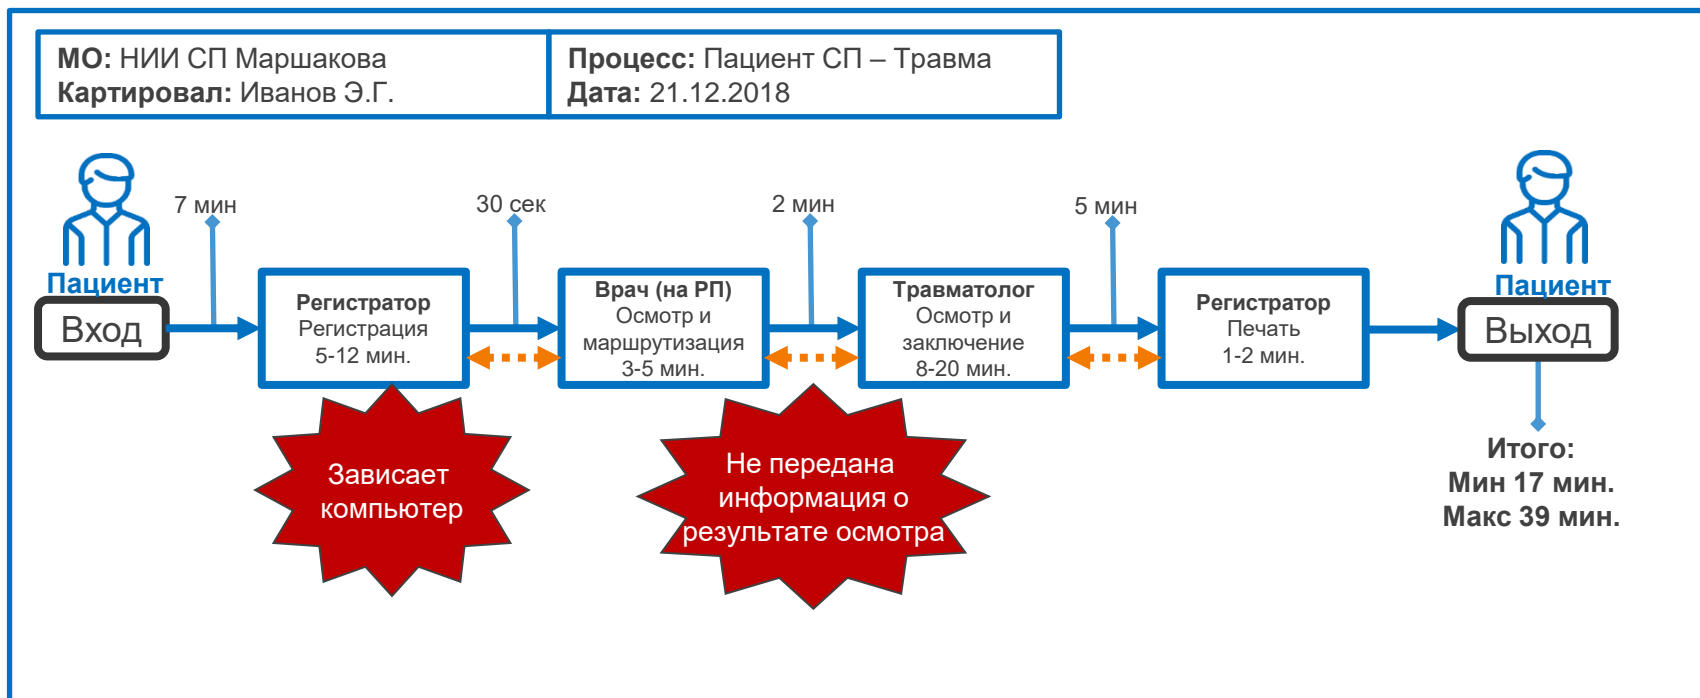 МО: НИИ СП Маршакова
Картировал: Иванов Э.Г.
Процесс: Пациент СП – Травма
Дата: 21.12.2018
7 мин
30 сек
2 мин
5 мин
Пациент
Вход
Регистратор
Регистрация
5-12 мин.
Врач (на РП)
Осмотр и
маршрутизация
3-5 мин.
Травматолог
Осмотр и
заключение
8-20 мин.
Регистратор
Печать
1-2 мин.
Пациент
Выход
Зависает
компьютер
Не передана
информация о
результате осмотра
Итого:
Мин 17 мин.
Макс 39 мин.